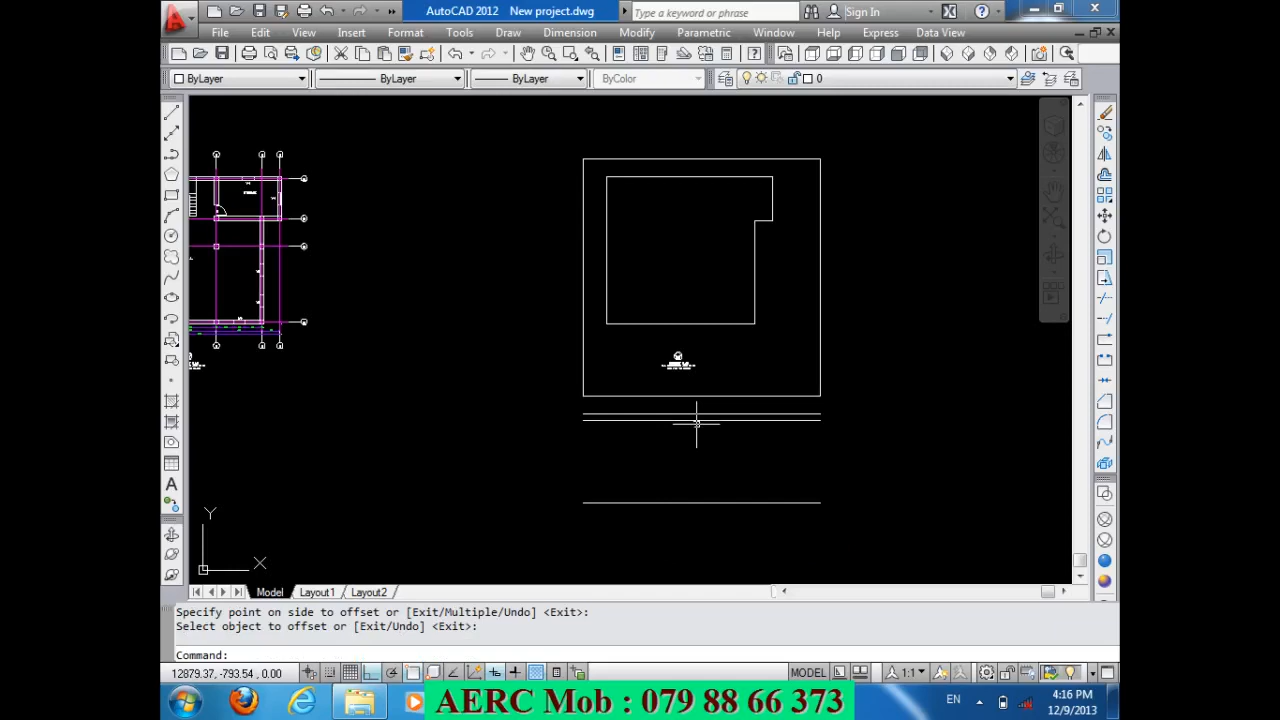 AutoCAD 2012 New project.dwg
Type a keyword or phrase
Sign In
File Edit View Insert Format Tools Draw Dimension Modify Parametric Window Help Express Data View
ByLayer
ByLayer
ByLayer
ByColor
0
Y
X
A
Model Layout1 Layout2
Specify point on side to offset or [Exit/Multiple/Undo] <Exit>:
Select object to offset or [Exit/Undo] <Exit>:
Command:
12879.37, -793.54 , 0.00
MODEL
1:1
AERC Mob : 079 88 66 373
EN
4:16 PM
12/9/2013